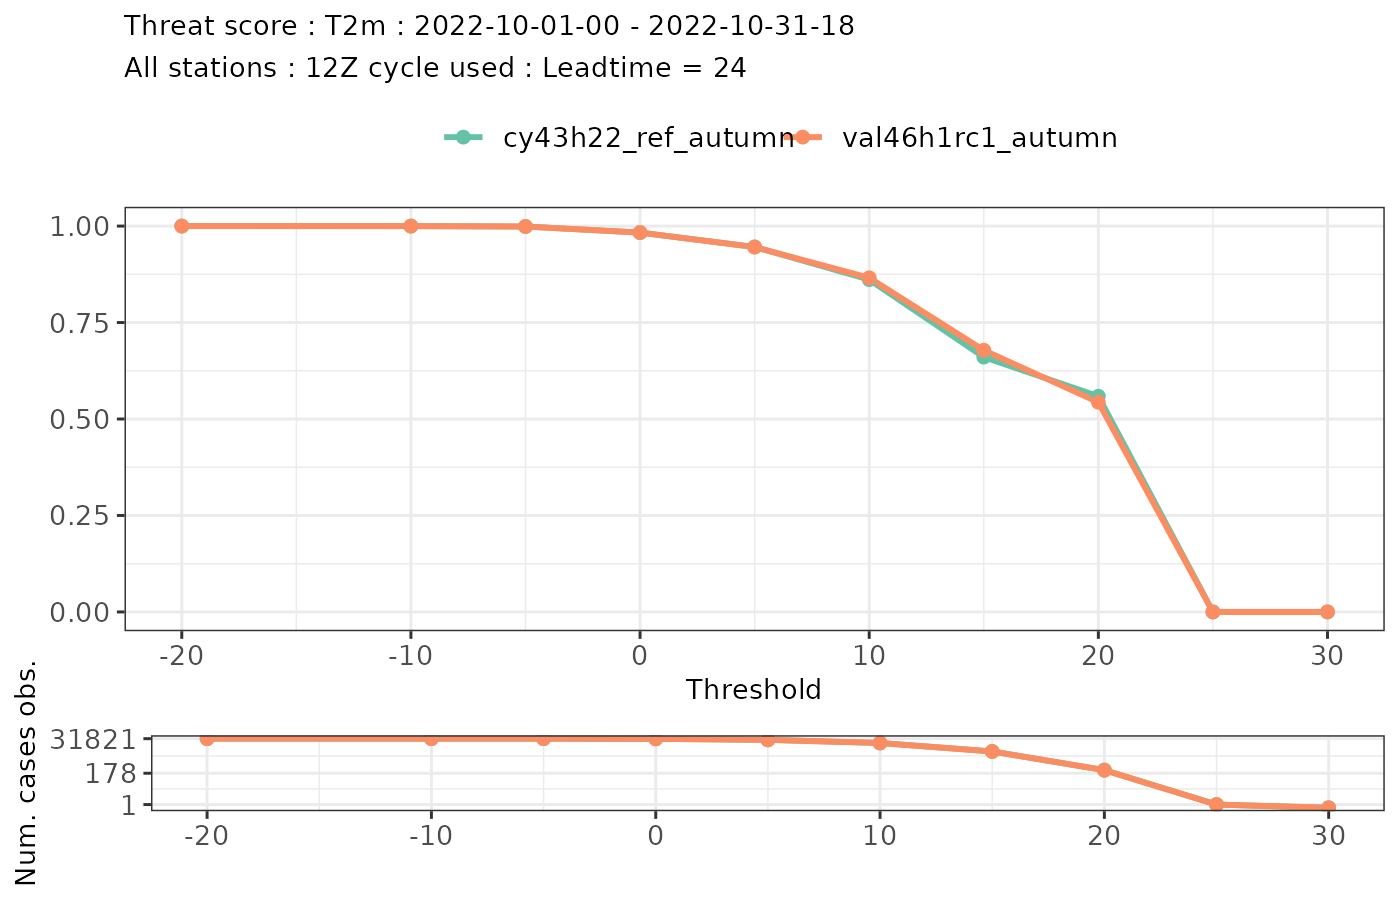 Threat score : T2m : 2022-10-01-00 - 2022-10-31-18
All stations : 12Z cycle used : Leadtime = 24
cy43h22_ref_autumn val46h1rc1_autumn
1.00
0.75
0.50
0.25
0.00
-20 -10 0 10 20 30
Threshold
Num. cases obs.
31821
178
1
-20 -10 0 10 20 30